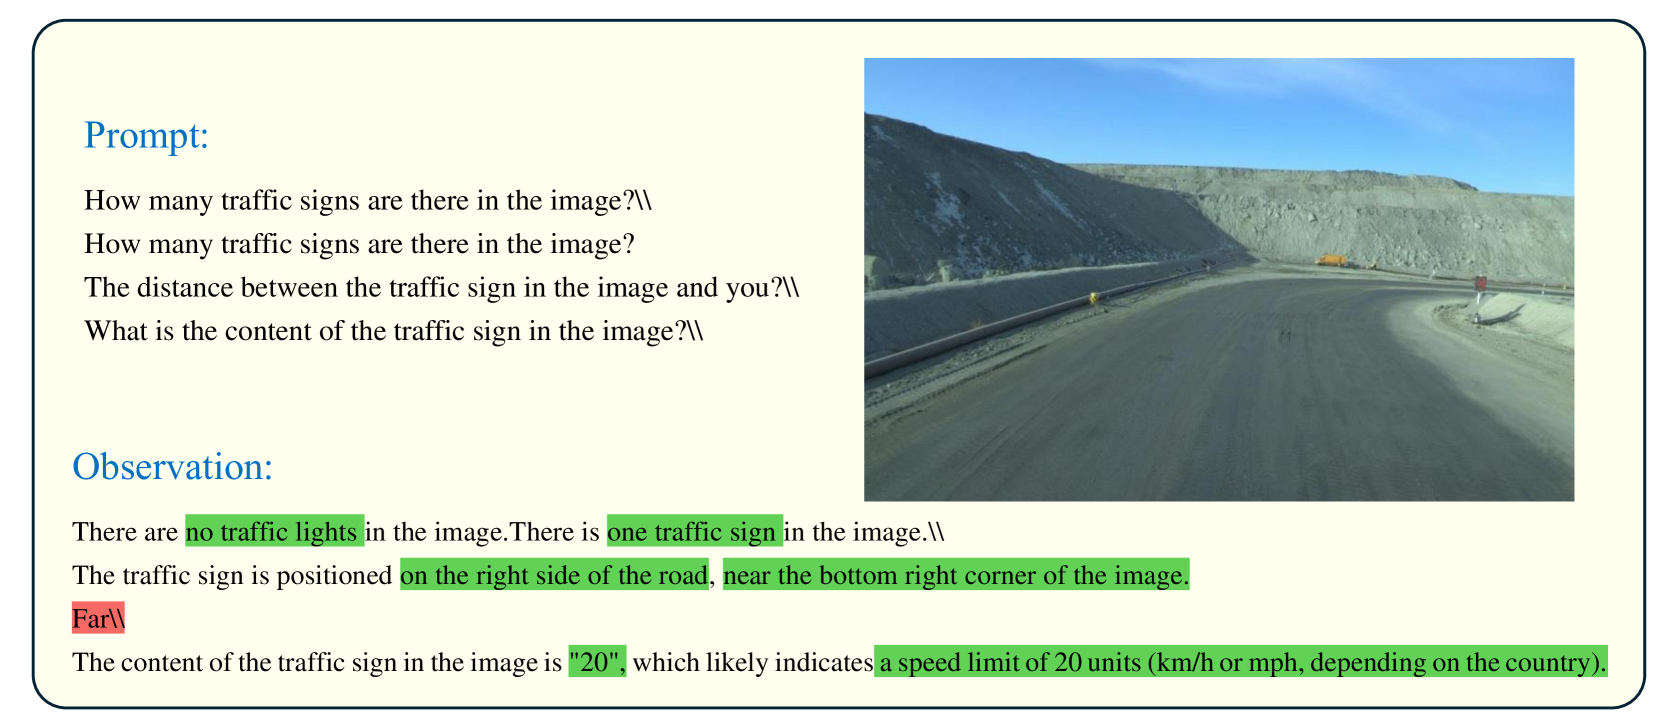 Prompt:
How many traffic signs are there in the image?\\
How many traffic signs are there in the image?
The distance between the traffic sign in the image and you?\\
What is the content of the traffic sign in the image?\\
Observation:
There are no traffic lights in the image.There is one traffic sign in the image.\\
The traffic sign is positioned on the right side of the road, near the bottom right corner of the image.
Far\\
The content of the traffic sign in the image is "20", which likely indicates a speed limit of 20 units (km/h or mph, depending on the country).